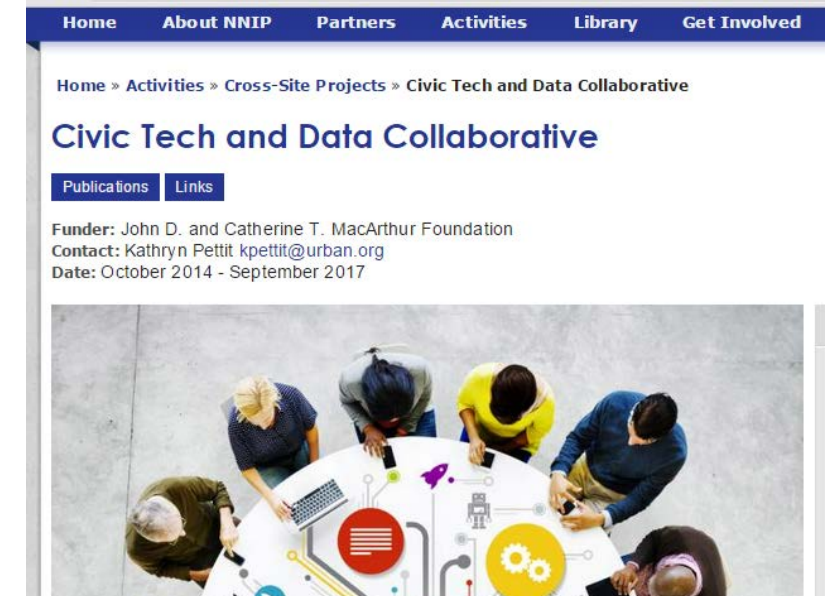 Home About NNIP Partners Activities Library Get Involved
Home » Activities » Cross-Site Projects » Civic Tech and Data Collaborative
Civic Tech and Data Collaborative
Publications Links
Funder: John D. and Catherine T. MacArthur Foundation
Contact: Kathryn Pettit kpettit@urban.org
Date: October 2014 - September 2017